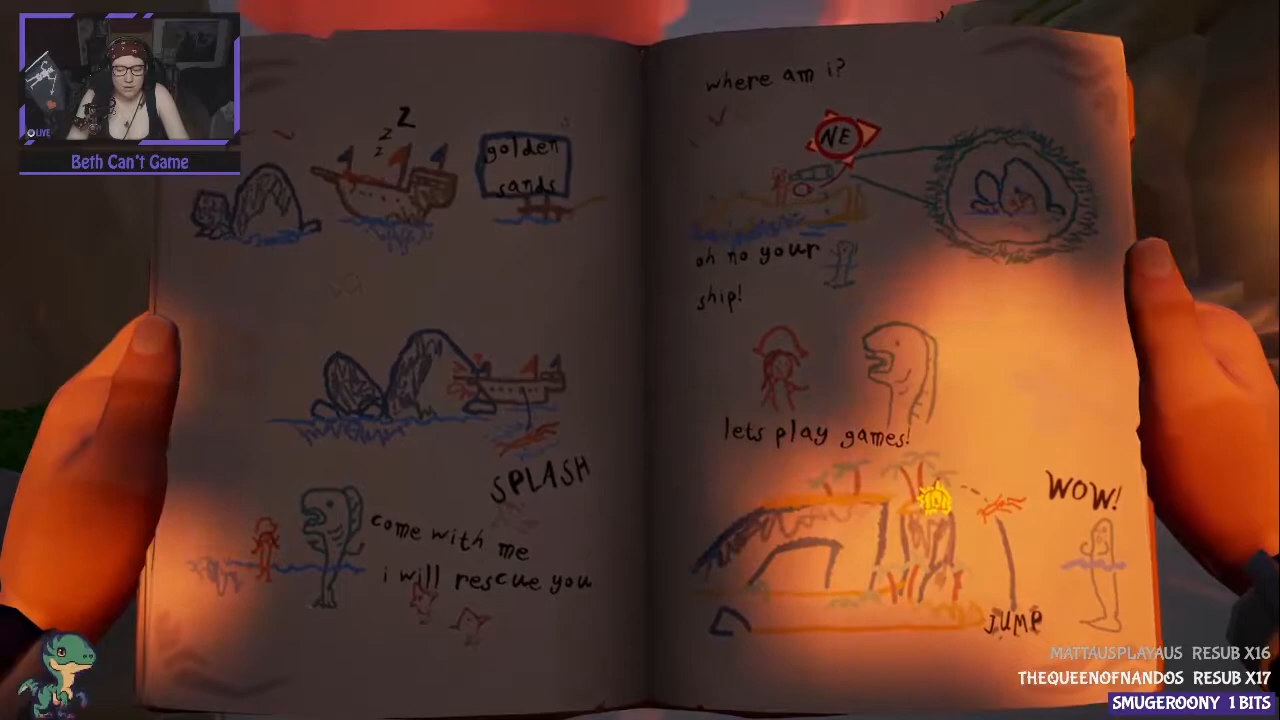 LIVE
Beth Can't Game
z
z
z
golden
sands
SPLASH
come with me
i will rescue you
where am i?
NE
oh no your
ship!
lets play games!
WOW!
JUMP
MATTAUSPLAYAUS RESUB X16
THEQUEENOFNANDOS RESUB X17
SMUGEROONY 1 BITS